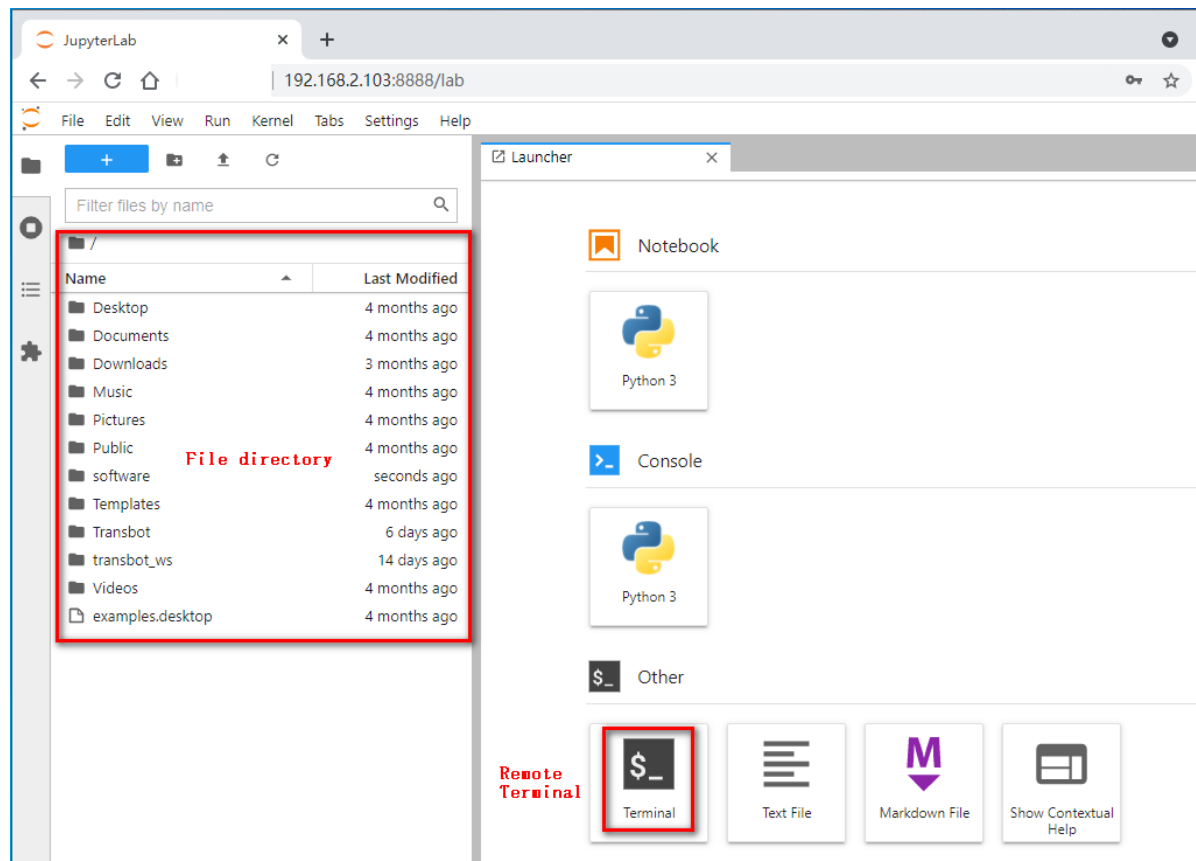 JupyterLab
192.168.2.103:8888/lab
File Edit View Run Kernel Tabs Settings Help
Launcher
Filter files by name
/
Name Last Modified
Desktop 4 months ago
Documents 4 months ago
Downloads 3 months ago
Music 4 months ago
Pictures 4 months ago
Public 4 months ago
software seconds ago
Templates 4 months ago
Transbot 6 days ago
transbot_ws 14 days ago
Videos 4 months ago
examples.desktop 4 months ago
File directory
Notebook
Python 3
>_ Console
Python 3
$_ Other
Remote
Terminal
$_
Terminal
Text File
M
Markdown File
Show Contextual
Help